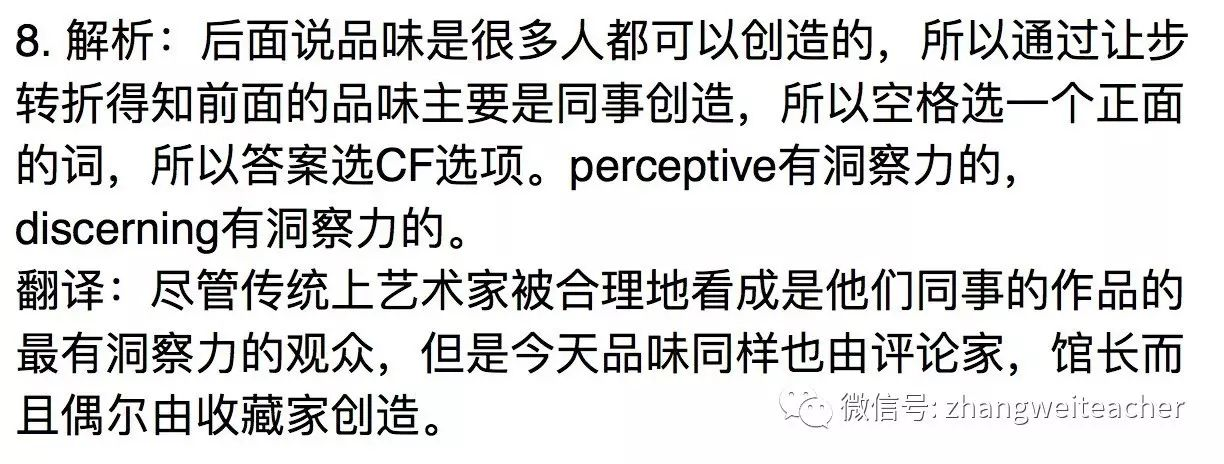 8. 解析：后面说品味是很多人都可以创造的，所以通过让步
转折得知前面的品味主要是同事创造，所以空格选一个正面
的词，所以答案选CF选项。perceptive有洞察力的，
discerning有洞察力的。
翻译：尽管传统上艺术家被合理地看成是他们同事的作品的
最有洞察力的观众，但是今天品味同样也由评论家，馆长而
且偶尔由收藏家创造。
微信号: zhangweiteacher